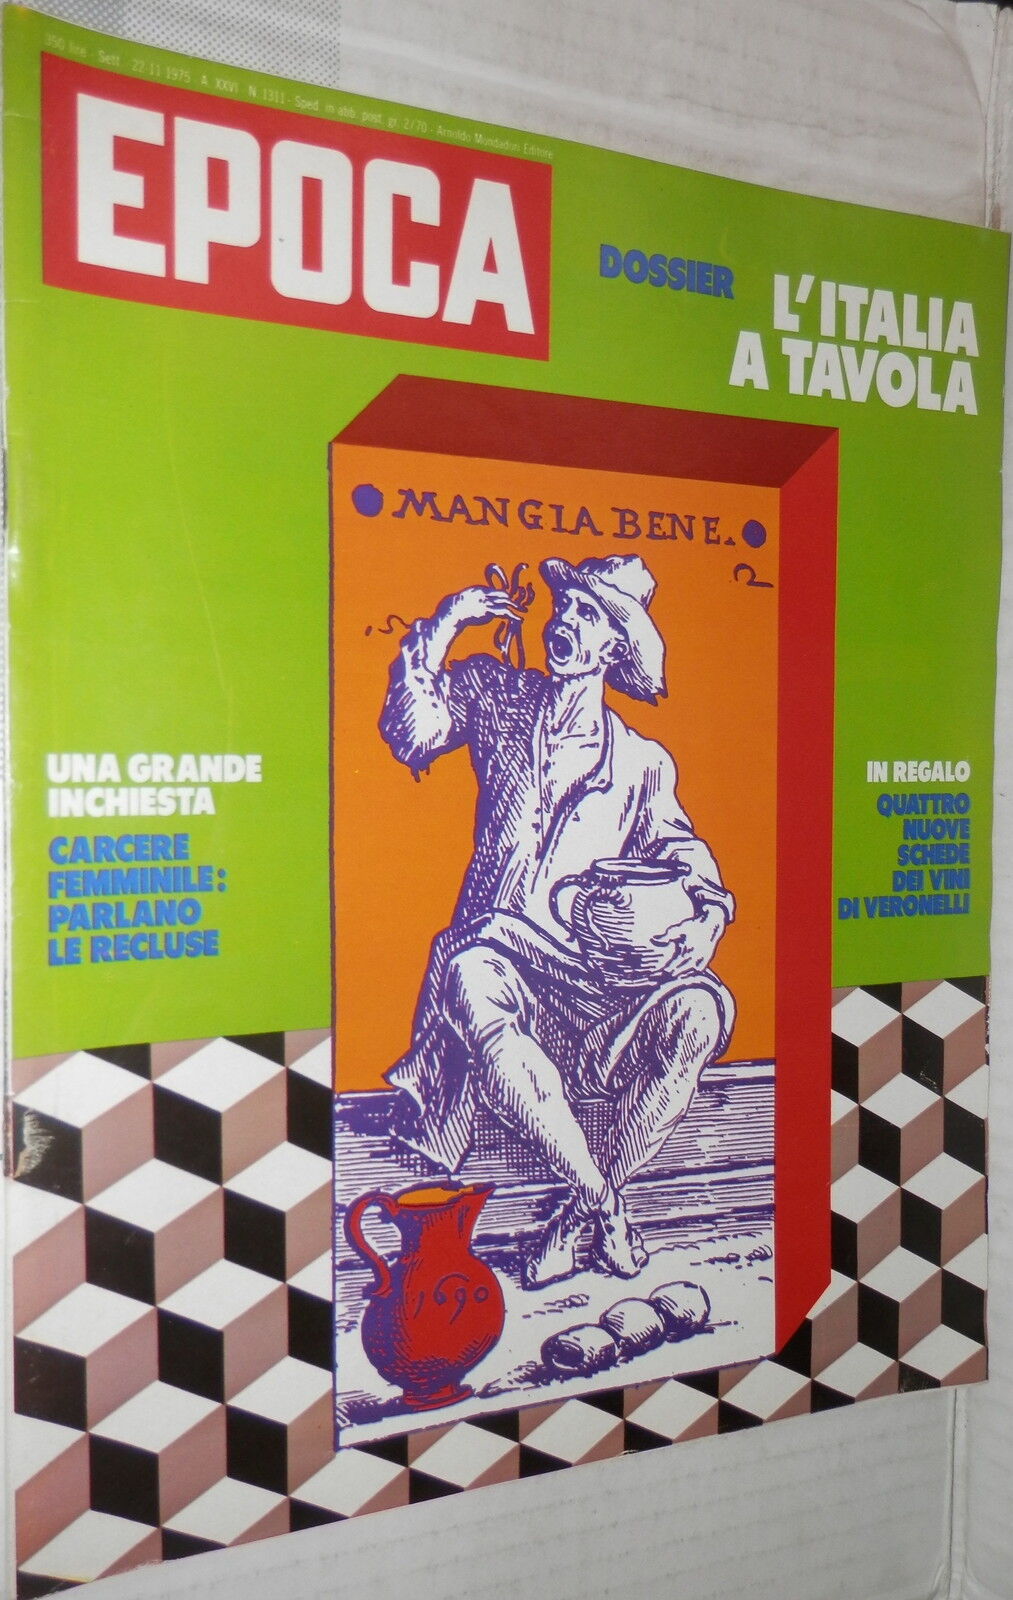 350 lire - Sett. 22-11-1975 - A. XXVI - N. 1311 - Sped. in abb. post. gr. 2/70 - Arnoldo Mondadori Editore
EPOCA
DOSSIER
L'ITALIA
A TAVOLA
MANGIA BENE.
UNA GRANDE
INCHIESTA
CARCERE
FEMMINILE:
PARLANO
LE RECLUSE
IN REGALO
QUATTRO
NUOVE
SCHEDE
DEI VINI
DI VERONELLI
1690